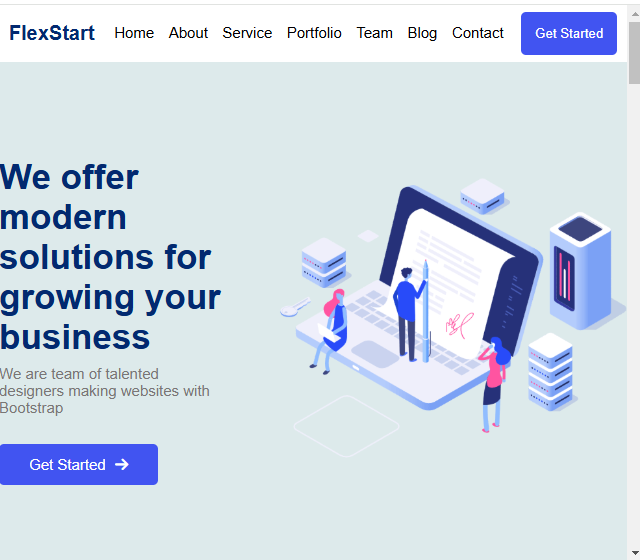 FlexStart Home About Service Portfolio Team Blog Contact Get Started
We offer
modern
solutions for
growing your
business
We are team of talented
designers making websites with
Bootstrap
Get Started